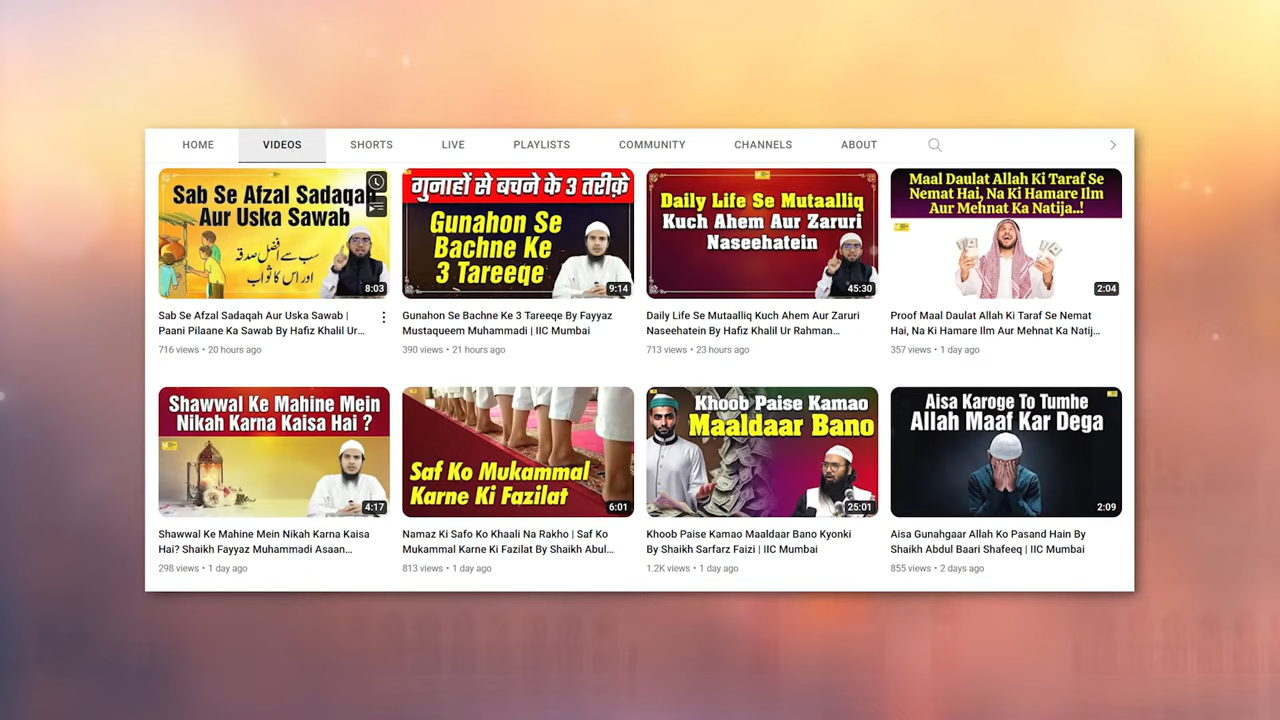 HOME VIDEOS SHORTS LIVE PLAYLISTS COMMUNITY CHANNELS ABOUT
Sab Se Afzal Sadaqah
Aur Uska Sawab
سب سے افضل صدقہ
اور اس کا ثواب
8:03
गुनाहों से बचने के 3 तरीक़े
Gunahon Se
Bachne Ke
3 Tareeqe
9:14
Daily Life Se Mutaalliq
Kuch Ahem Aur Zaruri
Naseehatein
45:30
Maal Daulat Allah Ki Taraf Se
Nemat Hai, Na Ki Hamare Ilm
Aur Mehnat Ka Natija..!
2:04
Sab Se Afzal Sadaqah Aur Uska Sawab |
Paani Pilaane Ka Sawab By Hafiz Khalil Ur...
716 views • 20 hours ago
Gunahon Se Bachne Ke 3 Tareeqe By Fayyaz
Mustaqueem Muhammadi | IIC Mumbai
390 views • 21 hours ago
Daily Life Se Mutaalliq Kuch Ahem Aur Zaruri
Naseehatein By Hafiz Khalil Ur Rahman...
713 views • 23 hours ago
Proof Maal Daulat Allah Ki Taraf Se Nemat
Hai, Na Ki Hamare Ilm Aur Mehnat Ka Natij...
357 views • 1 day ago
Shawwal Ke Mahine Mein
Nikah Karna Kaisa Hai ?
4:17
Saf Ko Mukammal
Karne Ki Fazilat
6:01
Khoob Paise Kamao
Maaldaar Bano
25:01
Aisa Karoge To Tumhe
Allah Maaf Kar Dega
2:09
Shawwal Ke Mahine Mein Nikah Karna Kaisa
Hai? Shaikh Fayyaz Muhammadi Asaan...
298 views • 1 day ago
Namaz Ki Safo Ko Khaali Na Rakho | Saf Ko
Mukammal Karne Ki Fazilat By Shaikh Abul...
813 views • 1 day ago
Khoob Paise Kamao Maaldaar Bano Kyonki
By Shaikh Sarfarz Faizi | IIC Mumbai
1.2K views • 1 day ago
Aisa Gunahgaar Allah Ko Pasand Hain By
Shaikh Abdul Baari Shafeeq | IIC Mumbai
855 views • 2 days ago